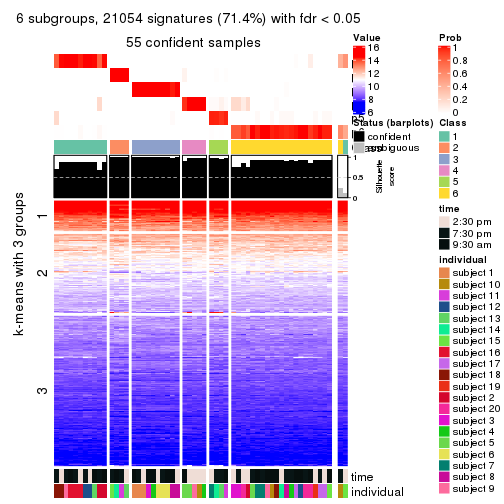 6 subgroups, 21054 signatures (71.4%) with fdr < 0.05
55 confident samples
k-means with 3 groups
1
2
3
1
0.5
0
Silhouette
score
time
individual
Value
16
14
12
10
8
6
Status (barplots)
confident
ambiguous
Prob
1
0.8
0.6
0.4
0.2
0
Class
1
2
3
4
5
6
time
2:30 pm
7:30 pm
9:30 am
individual
subject 1
subject 10
subject 11
subject 12
subject 13
subject 14
subject 15
subject 16
subject 17
subject 18
subject 19
subject 2
subject 20
subject 3
subject 4
subject 5
subject 6
subject 7
subject 8
subject 9